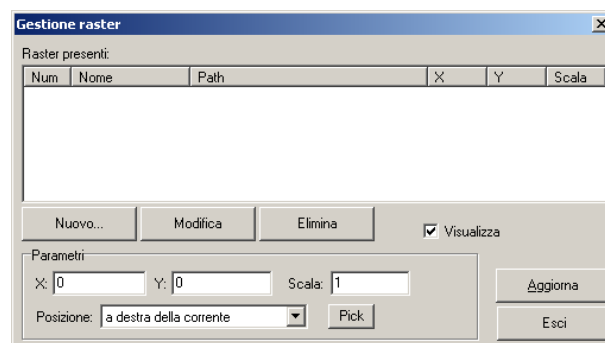 Gestione raster
Raster presenti:
Num Nome Path X Y Scala
Nuovo... Modifica Elimina Visualizza
Parametri
X: 0 Y: 0 Scala: 1
Aggiorna
Posizione: a destra della corrente Pick
Esci